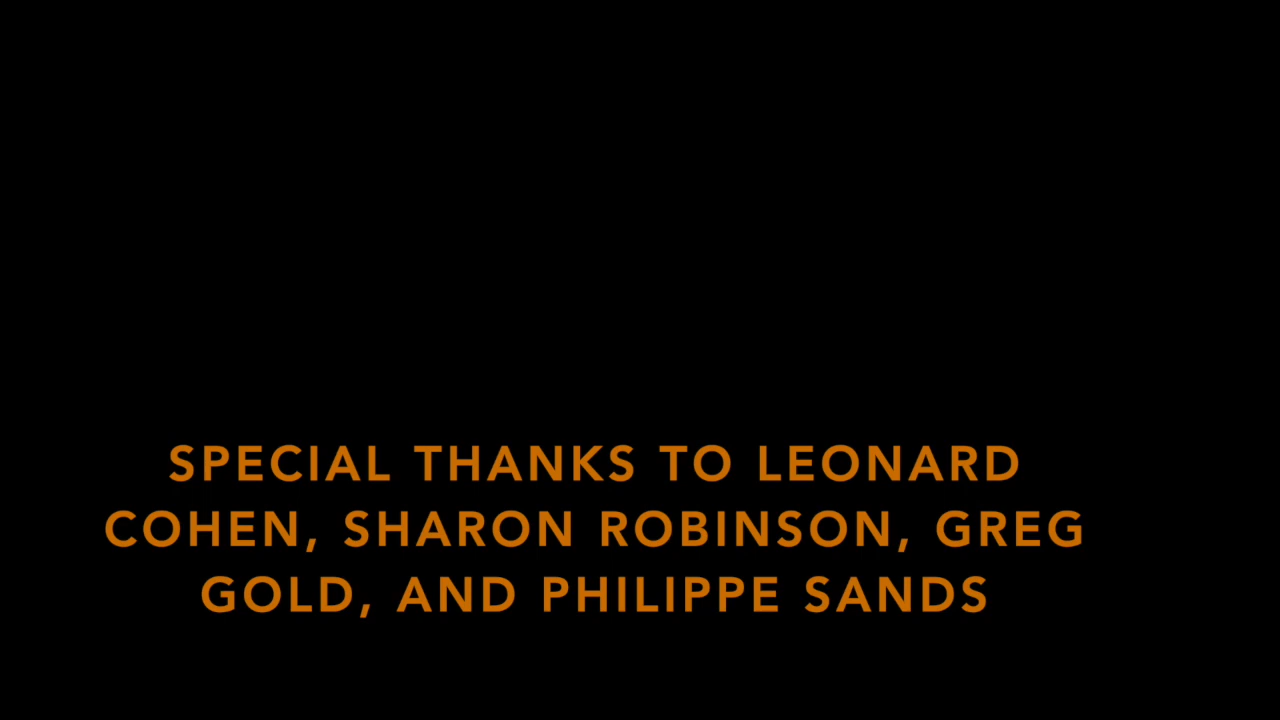 SPECIAL THANKS TO LEONARD
COHEN, SHARON ROBINSON, GREG
GOLD, AND PHILIPPE SANDS